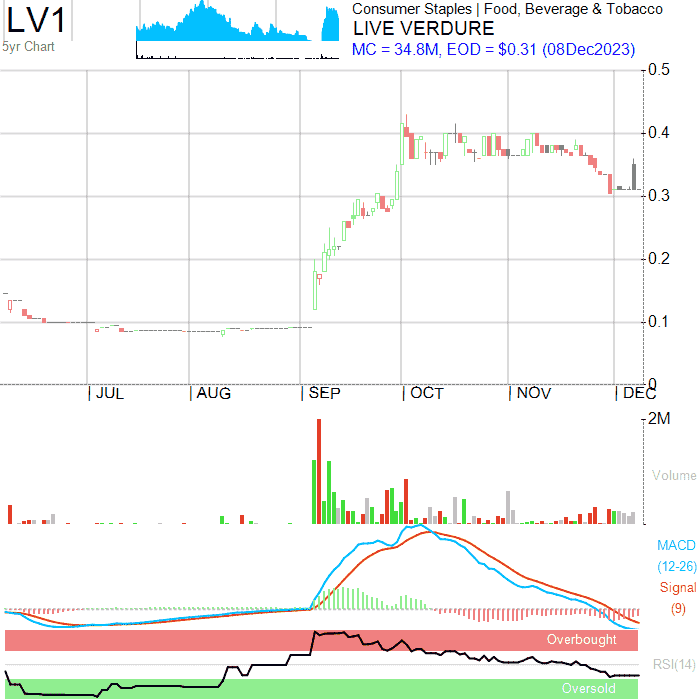 LV1
5yr Chart
Consumer Staples | Food, Beverage & Tobacco
LIVE VERDURE
MC = 34.8M, EOD = $0.31 (08Dec2023)
0.5
0.4
0.3
0.2
0.1
0
JUL
AUG
SEP
OCT
NOV
DEC
2M
Volume
MACD
(12-26)
Signal
(9)
Overbought
RSI(14)
Oversold